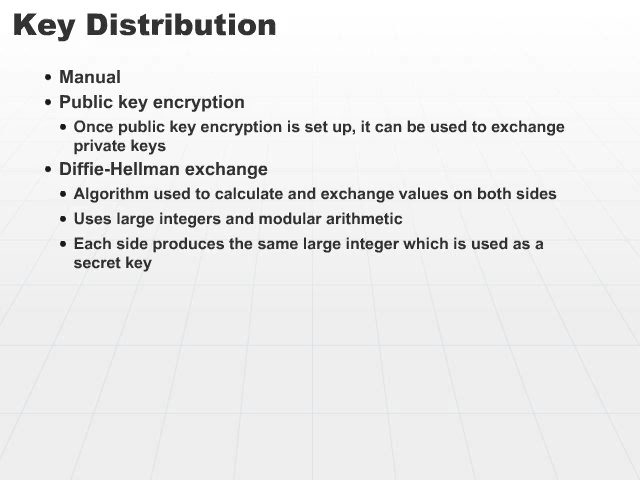 Key Distribution
• Manual
• Public key encryption
• Once public key encryption is set up, it can be used to exchange
private keys
• Diffie-Hellman exchange
• Algorithm used to calculate and exchange values on both sides
• Uses large integers and modular arithmetic
• Each side produces the same large integer which is used as a
secret key